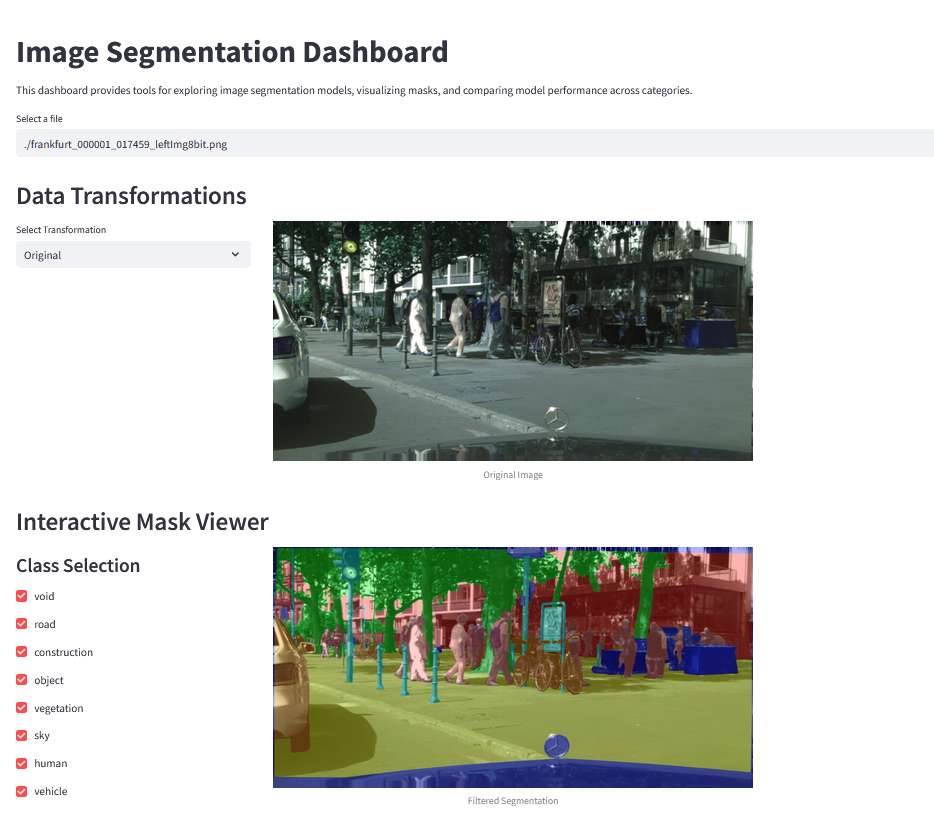 Image Segmentation Dashboard
This dashboard provides tools for exploring image segmentation models, visualizing masks, and comparing model performance across categories.
Select a file
./frankfurt_000001_017459_leftImg8bit.png
Data Transformations
Select Transformation
Original
Original Image
Interactive Mask Viewer
Class Selection
void
road
construction
object
vegetation
sky
human
vehicle
Filtered Segmentation